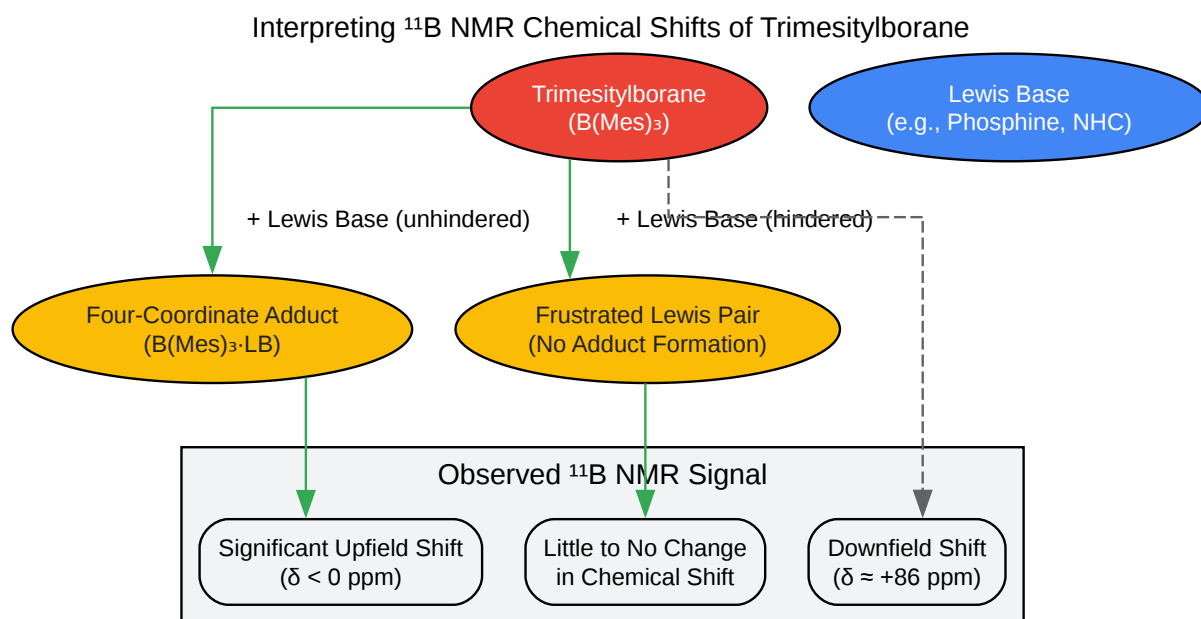 Interpreting ¹¹B NMR Chemical Shifts of Trimesitylborane
Trimesitylborane
(B(Mes)₃)
Lewis Base
(e.g., Phosphine, NHC)
+ Lewis Base (unhindered)
+ Lewis Base (hindered)
Four-Coordinate Adduct
(B(Mes)₃·LB)
Frustrated Lewis Pair
(No Adduct Formation)
Observed ¹¹B NMR Signal
Significant Upfield Shift
(δ < 0 ppm)
Little to No Change
in Chemical Shift
Downfield Shift
(δ ≈ +86 ppm)